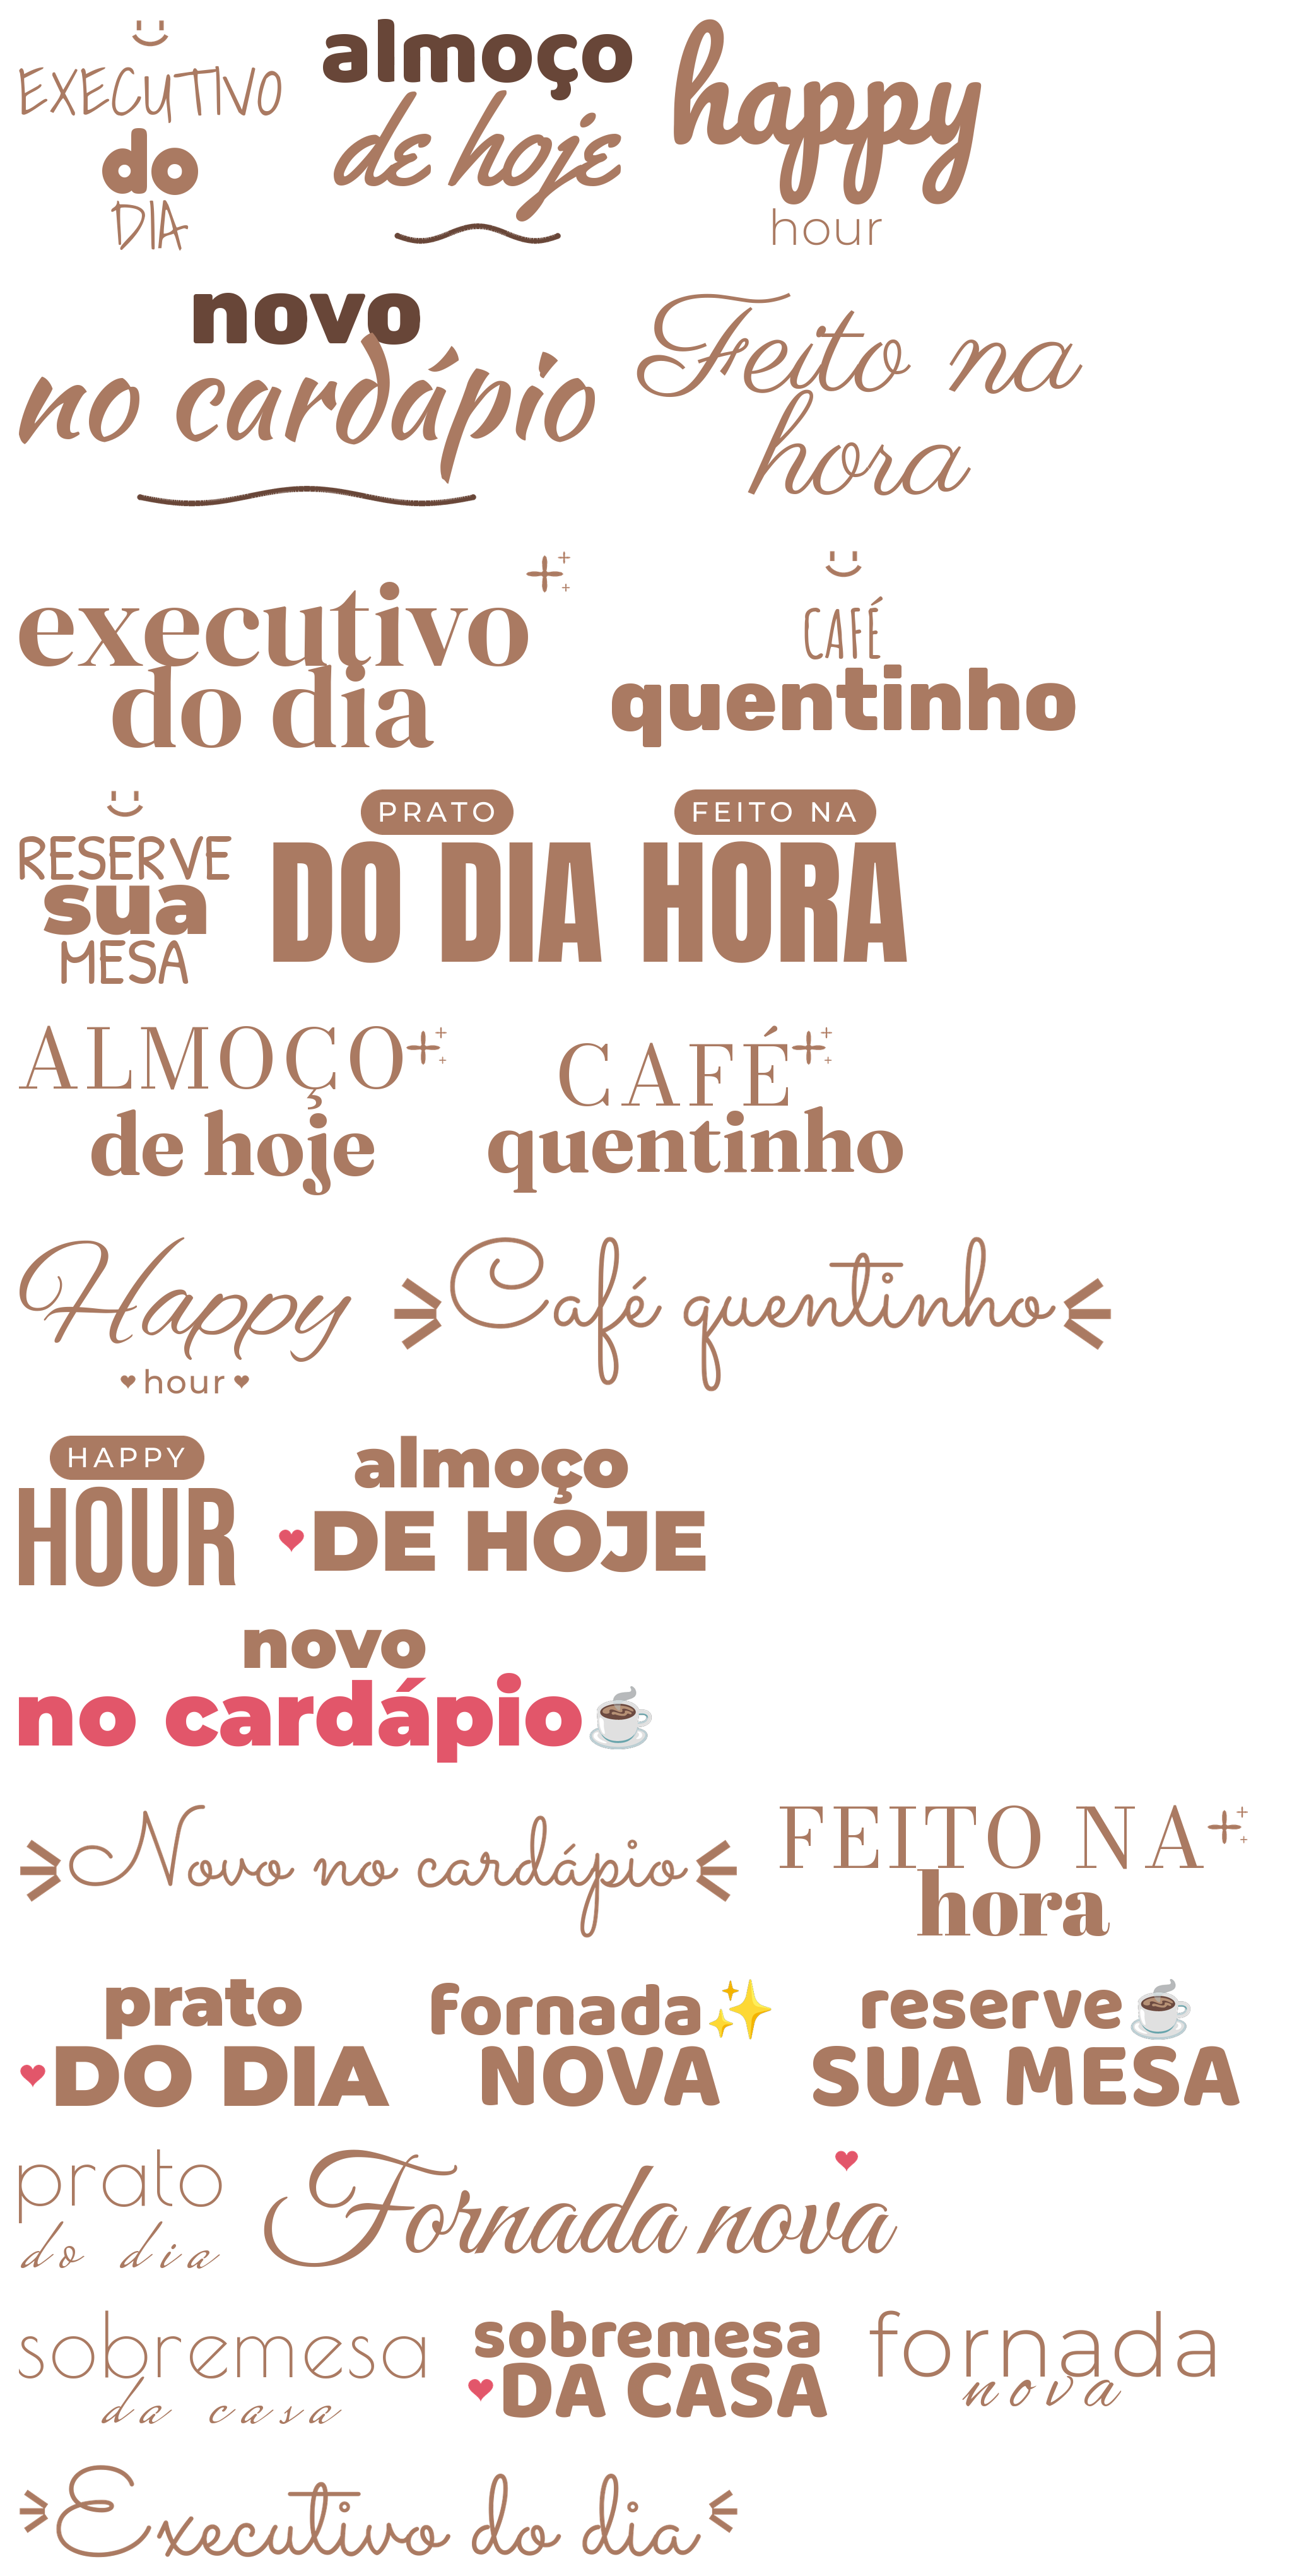 EXECUTIVO
do
DIA
almoço
de hoje
happy
hour
novo
no cardápio
Feito na
hora
executivo
do dia
CAFÉ
quentinho
RESERVE
sua
MESA
PRATO
DO DIA
FEITO NA
HORA
ALMOÇO
de hoje
CAFÉ
quentinho
Happy
hour
Café quentinho
HAPPY
HOUR
almoço
DE HOJE
novo
no cardápio
Novo no cardápio
FEITO NA
hora
prato
DO DIA
fornada
NOVA
reserve
SUA MESA
prato
do dia
Fornada nova
sobremesa
da casa
sobremesa
DA CASA
fornada
nova
Executivo do dia